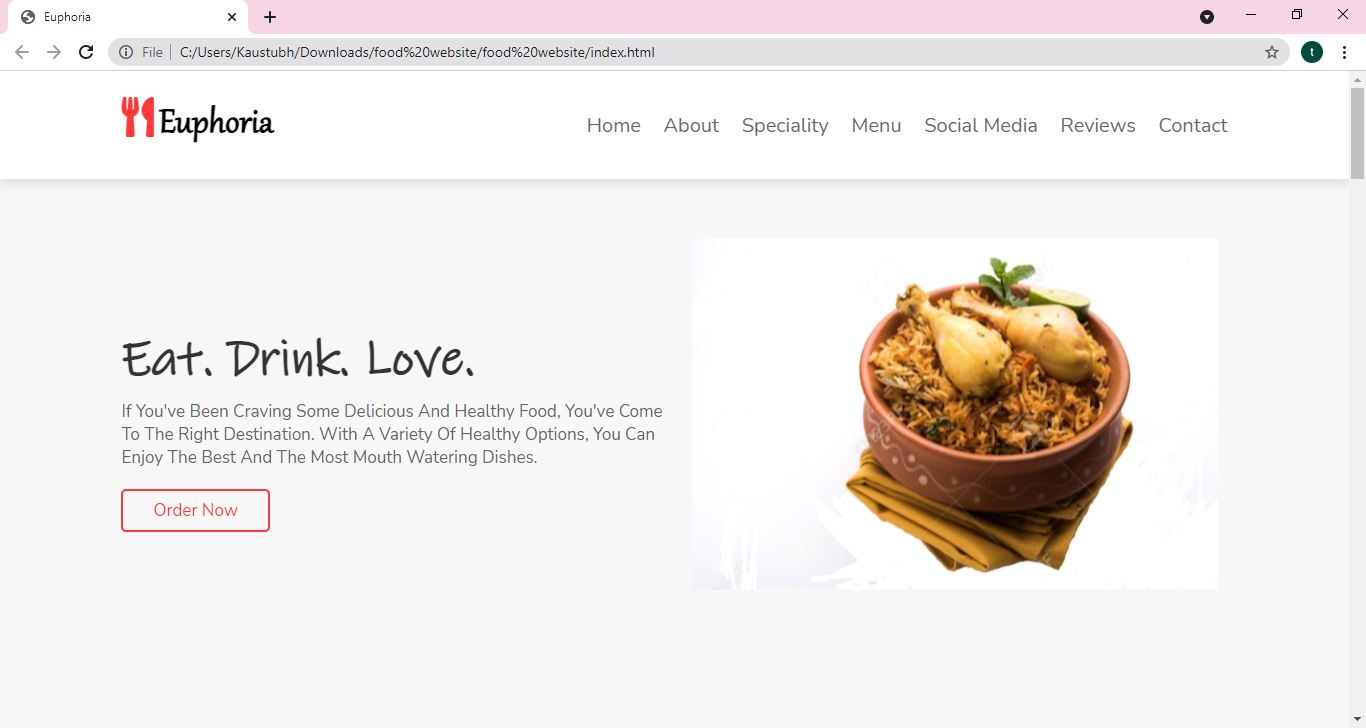 Euphoria
File C:/Users/Kaustubh/Downloads/food%20website/food%20website/index.html
t
Euphoria
Home About Speciality Menu Social Media Reviews Contact
Eat. Drink. Love.
If You've Been Craving Some Delicious And Healthy Food, You've Come
To The Right Destination. With A Variety Of Healthy Options, You Can
Enjoy The Best And The Most Mouth Watering Dishes.
Order Now